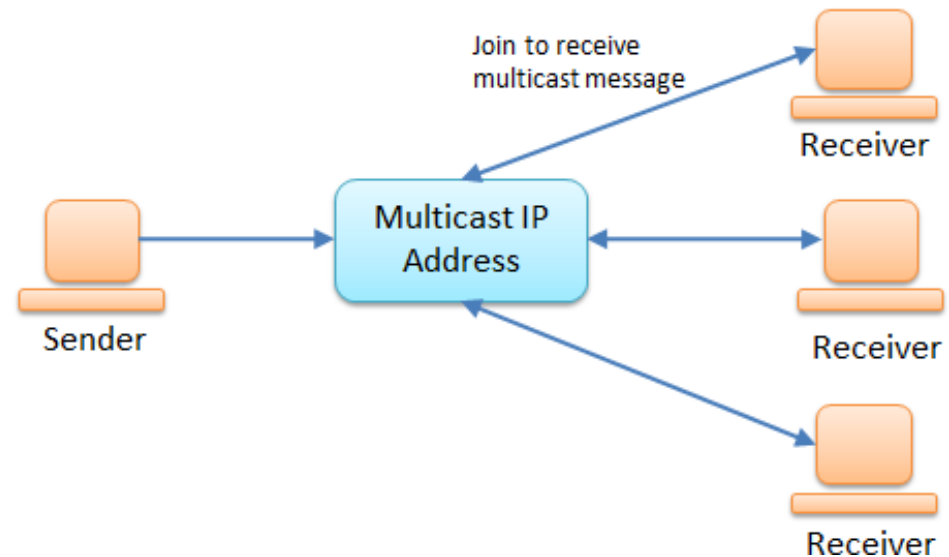 Join to receive
multicast message
Receiver
Multicast IP
Address
Sender
Receiver
Receiver